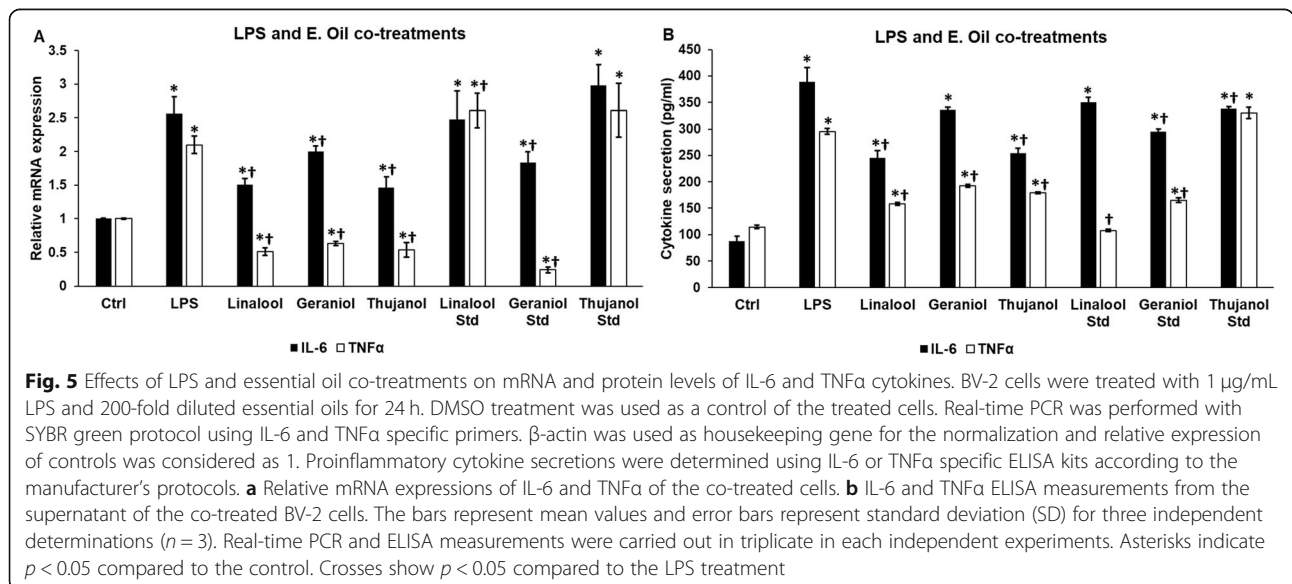 A
LPS and E. Oil co-treatments
Relative mRNA expression
3.5
3
2.5
2
1.5
1
0.5
0
* * *† *† *† *† *† *† * *† *† *† * *
Ctrl LPS Linalool Geraniol Thujanol Linalool Std Geraniol Std Thujanol Std
■ IL-6 □ TNFα
B
LPS and E. Oil co-treatments
Cytokine secretion (pg/ml)
450
400
350
300
250
200
150
100
50
0
* * *† *† * *† *† *† * † *† *† *† *
Ctrl LPS Linalool Geraniol Thujanol Linalool Std Geraniol Std Thujanol Std
■ IL-6 □ TNFα
Fig. 5 Effects of LPS and essential oil co-treatments on mRNA and protein levels of IL-6 and TNFα cytokines. BV-2 cells were treated with 1 μg/mL
LPS and 200-fold diluted essential oils for 24 h. DMSO treatment was used as a control of the treated cells. Real-time PCR was performed with
SYBR green protocol using IL-6 and TNFα specific primers. β-actin was used as housekeeping gene for the normalization and relative expression
of controls was considered as 1. Proinflammatory cytokine secretions were determined using IL-6 or TNFα specific ELISA kits according to the
manufacturer's protocols. a Relative mRNA expressions of IL-6 and TNFα of the co-treated cells. b IL-6 and TNFα ELISA measurements from the
supernatant of the co-treated BV-2 cells. The bars represent mean values and error bars represent standard deviation (SD) for three independent
determinations (n = 3). Real-time PCR and ELISA measurements were carried out in triplicate in each independent experiments. Asterisks indicate
p < 0.05 compared to the control. Crosses show p < 0.05 compared to the LPS treatment